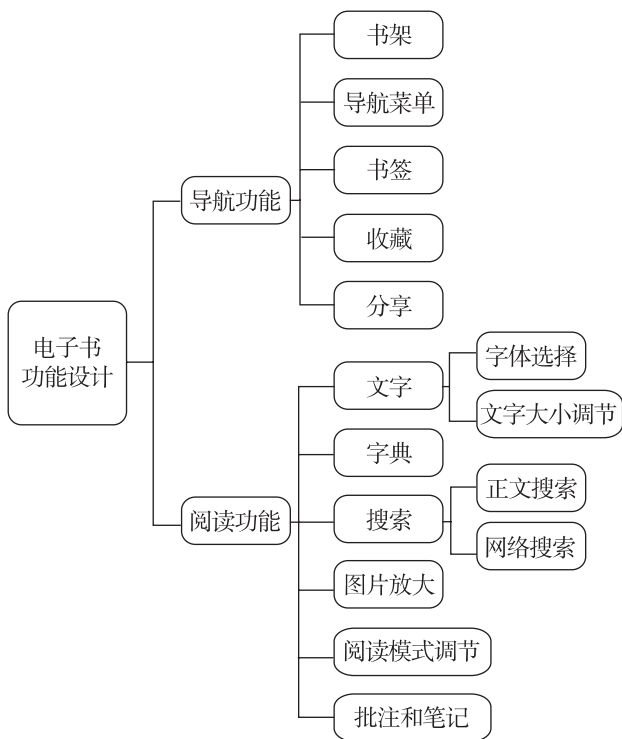 电子书
功能设计
导航功能
书架
导航菜单
书签
收藏
分享
阅读功能
文字
字体选择
文字大小调节
字典
搜索
正文搜索
网络搜索
图片放大
阅读模式调节
批注和笔记